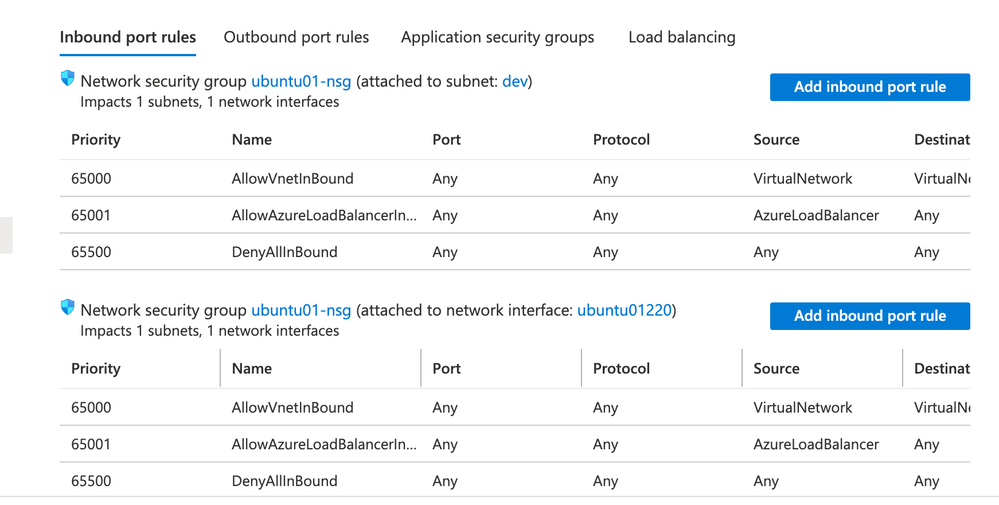 Inbound port rules Outbound port rules Application security groups Load balancing
Network security group ubuntu01-nsg (attached to subnet: dev)
Impacts 1 subnets, 1 network interfaces
Add inbound port rule
Priority Name Port Protocol Source Destinat
65000 AllowVnetInBound Any Any VirtualNetwork VirtualNe
65001 AllowAzureLoadBalancerIn... Any Any AzureLoadBalancer Any
65500 DenyAllInBound Any Any Any Any
Network security group ubuntu01-nsg (attached to network interface: ubuntu01220)
Impacts 1 subnets, 1 network interfaces
Add inbound port rule
Priority Name Port Protocol Source Destinat
65000 AllowVnetInBound Any Any VirtualNetwork VirtualNe
65001 AllowAzureLoadBalancerIn... Any Any AzureLoadBalancer Any
65500 DenyAllInBound Any Any Any Any